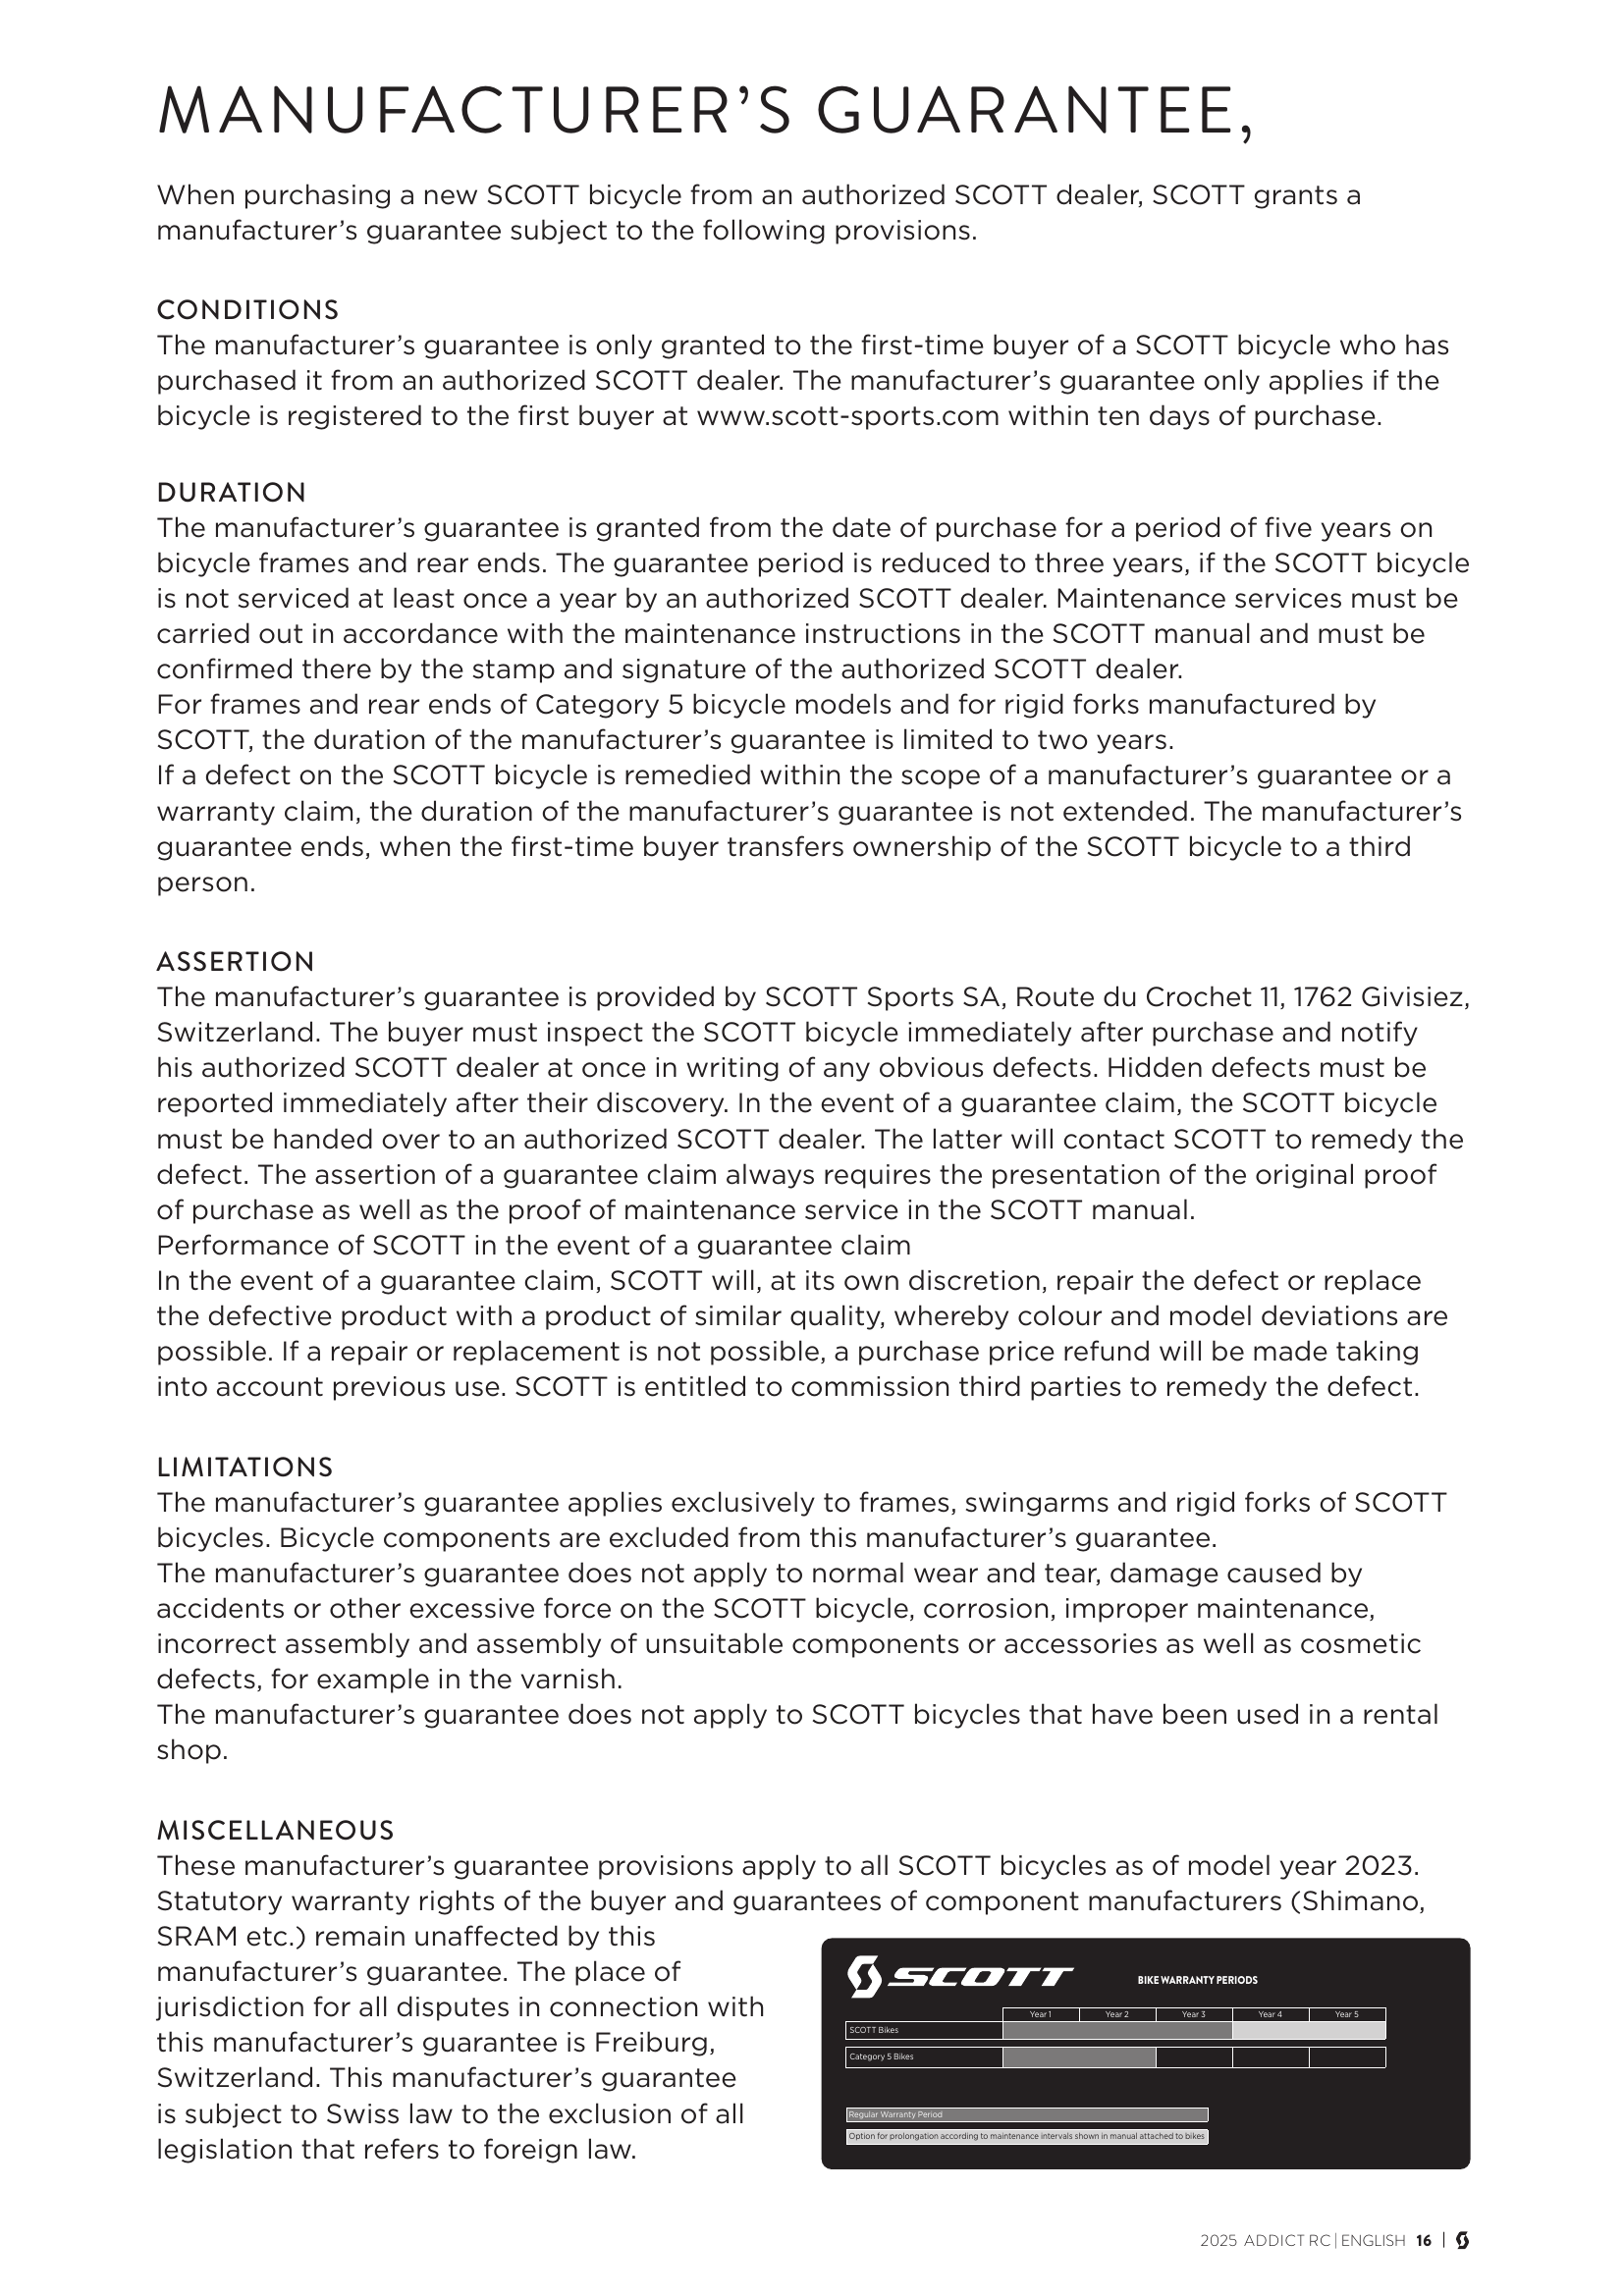 MANUFACTURER’S GUARANTEE,
When purchasing a new SCOTT bicycle from an authorized SCOTT dealer, SCOTT grants a
manufacturer’s guarantee subject to the following provisions.
CONDITIONS
The manufacturer’s guarantee is only granted to the first-time buyer of a SCOTT bicycle who has
purchased it from an authorized SCOTT dealer. The manufacturer’s guarantee only applies if the
bicycle is registered to the first buyer at www.scott-sports.com within ten days of purchase.
DURATION
The manufacturer’s guarantee is granted from the date of purchase for a period of five years on
bicycle frames and rear ends. The guarantee period is reduced to three years, if the SCOTT bicycle
is not serviced at least once a year by an authorized SCOTT dealer. Maintenance services must be
carried out in accordance with the maintenance instructions in the SCOTT manual and must be
confirmed there by the stamp and signature of the authorized SCOTT dealer.
For frames and rear ends of Category 5 bicycle models and for rigid forks manufactured by
SCOTT, the duration of the manufacturer’s guarantee is limited to two years.
If a defect on the SCOTT bicycle is remedied within the scope of a manufacturer’s guarantee or a
warranty claim, the duration of the manufacturer’s guarantee is not extended. The manufacturer’s
guarantee ends, when the first-time buyer transfers ownership of the SCOTT bicycle to a third
person.
ASSERTION
The manufacturer’s guarantee is provided by SCOTT Sports SA, Route du Crochet 11, 1762 Givisiez,
Switzerland. The buyer must inspect the SCOTT bicycle immediately after purchase and notify
his authorized SCOTT dealer at once in writing of any obvious defects. Hidden defects must be
reported immediately after their discovery. In the event of a guarantee claim, the SCOTT bicycle
must be handed over to an authorized SCOTT dealer. The latter will contact SCOTT to remedy the
defect. The assertion of a guarantee claim always requires the presentation of the original proof
of purchase as well as the proof of maintenance service in the SCOTT manual.
Performance of SCOTT in the event of a guarantee claim
In the event of a guarantee claim, SCOTT will, at its own discretion, repair the defect or replace
the defective product with a product of similar quality, whereby colour and model deviations are
possible. If a repair or replacement is not possible, a purchase price refund will be made taking
into account previous use. SCOTT is entitled to commission third parties to remedy the defect.
LIMITATIONS
The manufacturer’s guarantee applies exclusively to frames, swingarms and rigid forks of SCOTT
bicycles. Bicycle components are excluded from this manufacturer’s guarantee.
The manufacturer’s guarantee does not apply to normal wear and tear, damage caused by
accidents or other excessive force on the SCOTT bicycle, corrosion, improper maintenance,
incorrect assembly and assembly of unsuitable components or accessories as well as cosmetic
defects, for example in the varnish.
The manufacturer’s guarantee does not apply to SCOTT bicycles that have been used in a rental
shop.
MISCELLANEOUS
These manufacturer’s guarantee provisions apply to all SCOTT bicycles as of model year 2023.
Statutory warranty rights of the buyer and guarantees of component manufacturers (Shimano,
SRAM etc.) remain unaffected by this
manufacturer’s guarantee. The place of
jurisdiction for all disputes in connection with
this manufacturer’s guarantee is Freiburg,
Switzerland. This manufacturer’s guarantee
is subject to Swiss law to the exclusion of all
legislation that refers to foreign law.
SCOTT BIKE WARRANTY PERIODS
Year 1 Year 2 Year 3 Year 4 Year 5
SCOTT Bikes
Category 5 Bikes
Regular Warranty Period
Option for prolongation according to maintenance intervals shown in manual attached to bikes
2025 ADDICT RC | ENGLISH 16 |